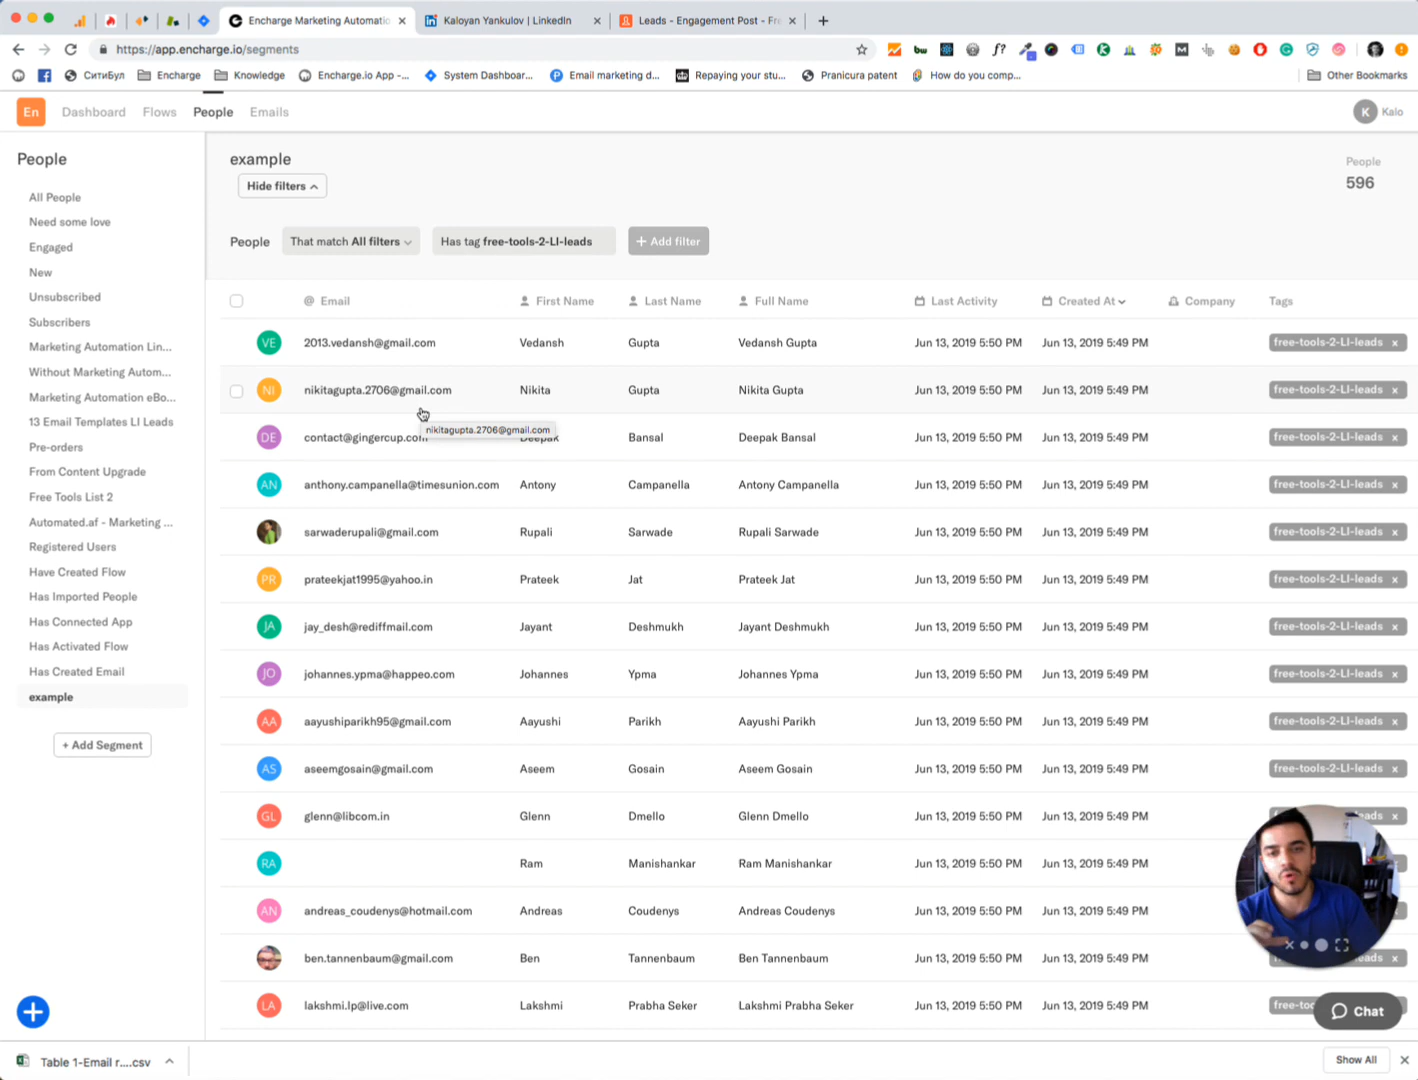 Encharge Marketing Automatic
Kaloyan Yankulov | LinkedIn
Leads - Engagement Post - Fr
https://app.encharge.io/segments
СитиБул
Encharge
Knowledge
Encharge.io App -...
System Dashboar...
Email marketing d...
Repaying your stu...
Pranicura patent
How do you comp...
Other Bookmarks
En
Dashboard
Flows
People
Emails
K
Kalo
People
All People
Need some love
Engaged
New
Unsubscribed
Subscribers
Marketing Automation Lin...
Without Marketing Autom...
Marketing Automation eBo...
13 Email Templates LI Leads
Pre-orders
From Content Upgrade
Free Tools List 2
Automated.af - Marketing ...
Registered Users
Have Created Flow
Has Imported People
Has Connected App
Has Activated Flow
Has Created Email
example
+ Add Segment
example
People
596
Hide filters
People
That match All filters
Has tag free-tools-2-LI-leads
+ Add filter
@ Email First Name Last Name Full Name Last Activity Created At Company Tags
VE 2013.vedansh@gmail.com Vedansh Gupta Vedansh Gupta Jun 13, 2019 5:50 PM Jun 13, 2019 5:49 PM free-tools-2-LI-leads x
NI nikitagupta.2706@gmail.com Nikita Gupta Nikita Gupta Jun 13, 2019 5:50 PM Jun 13, 2019 5:49 PM free-tools-2-LI-leads x
nikitagupta.2706@gmail.com
DE contact@gingercup.com Deepak Bansal Deepak Bansal Jun 13, 2019 5:50 PM Jun 13, 2019 5:49 PM free-tools-2-LI-leads x
AN anthony.campanella@timesunion.com Antony Campanella Antony Campanella Jun 13, 2019 5:50 PM Jun 13, 2019 5:49 PM free-tools-2-LI-leads x
sarwaderupali@gmail.com Rupali Sarwade Rupali Sarwade Jun 13, 2019 5:50 PM Jun 13, 2019 5:49 PM free-tools-2-LI-leads x
PR prateekjat1995@yahoo.in Prateek Jat Prateek Jat Jun 13, 2019 5:50 PM Jun 13, 2019 5:49 PM free-tools-2-LI-leads x
JA jay_desh@rediffmail.com Jayant Deshmukh Jayant Deshmukh Jun 13, 2019 5:50 PM Jun 13, 2019 5:49 PM free-tools-2-LI-leads x
JO johannes.ypma@happeo.com Johannes Ypma Johannes Ypma Jun 13, 2019 5:50 PM Jun 13, 2019 5:49 PM free-tools-2-LI-leads x
AA aayushiparikh95@gmail.com Aayushi Parikh Aayushi Parikh Jun 13, 2019 5:50 PM Jun 13, 2019 5:49 PM free-tools-2-LI-leads x
AS aseemgosain@gmail.com Aseem Gosain Aseem Gosain Jun 13, 2019 5:50 PM Jun 13, 2019 5:49 PM free-tools-2-LI-leads x
GL glenn@libcom.in Glenn Dmello Glenn Dmello Jun 13, 2019 5:50 PM Jun 13, 2019 5:49 PM ads x
RA Ram Manishankar Ram Manishankar Jun 13, 2019 5:50 PM Jun 13, 2019 5:49 PM
AN andreas_coudenys@hotmail.com Andreas Coudenys Andreas Coudenys Jun 13, 2019 5:50 PM Jun 13, 2019 5:49 PM
ben.tannenbaum@gmail.com Ben Tannenbaum Ben Tannenbaum Jun 13, 2019 5:50 PM Jun 13, 2019 5:49 PM eads x
LA lakshmi.lp@live.com Lakshmi Prabha Seker Lakshmi Prabha Seker Jun 13, 2019 5:50 PM Jun 13, 2019 5:49 PM free-too
Chat
Table 1-Email r....csv
Show All